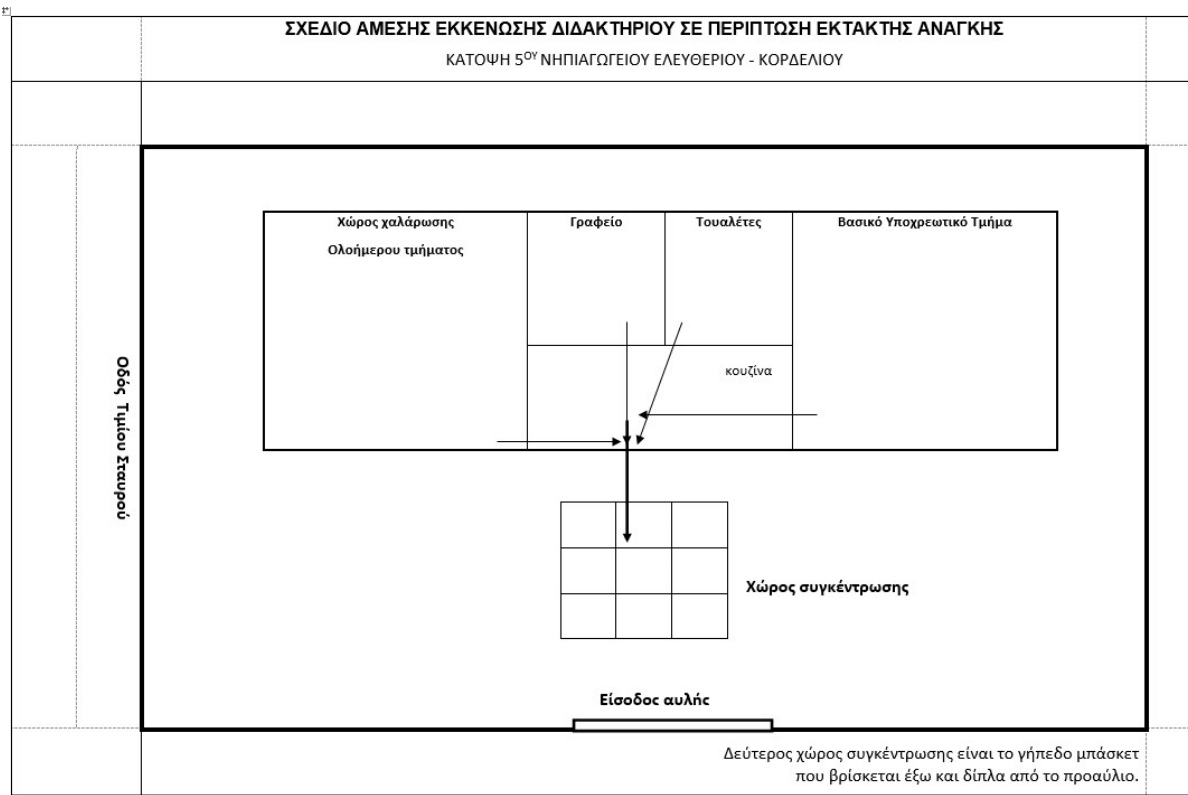 ΣΧΕΔΙΟ ΑΜΕΣΗΣ ΕΚΚΕΝΩΣΗΣ ΔΙΔΑΚΤΗΡΙΟΥ ΣΕ ΠΕΡΙΠΤΩΣΗ ΕΚΤΑΚΤΗΣ ΑΝΑΓΚΗΣ
ΚΑΤΟΨΗ 5ΟΥ ΝΗΠΙΑΓΩΓΕΙΟΥ ΕΛΕΥΘΕΡΙΟΥ - ΚΟΡΔΕΛΙΟΥ
Χώρος χαλάρωσης
Ολοήμερου τμήματος
Γραφείο
Τουαλέτες
Βασικό Υποχρεωτικό Τμήμα
κουζίνα
Οδός Τιμίου Σταυρού
Χώρος συγκέντρωσης
Είσοδος αυλής
Δεύτερος χώρος συγκέντρωσης είναι το γήπεδο μπάσκετ
που βρίσκεται έξω και δίπλα από το προαύλιο.